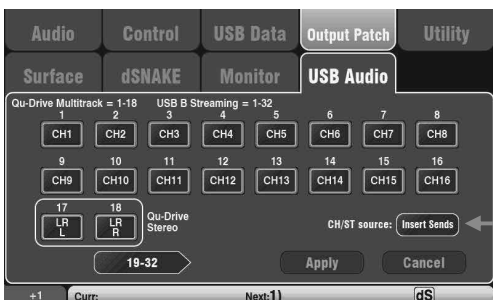 Audio Control USB Data Output Patch Utility
Surface dSNAKE Monitor USB Audio
Qu-Drive Multitrack = 1-18 USB B Streaming = 1-32
1 2 3 4 5 6 7 8
CH1 CH2 CH3 CH4 CH5 CH6 CH7 CH8
9 10 11 12 13 14 15 16
CH9 CH10 CH11 CH12 CH13 CH14 CH15 CH16
17 18
LR L LR R Qu-Drive Stereo
CH/ST source: Insert Sends
19-32 Apply Cancel
+1 Curr: Next:1) dS